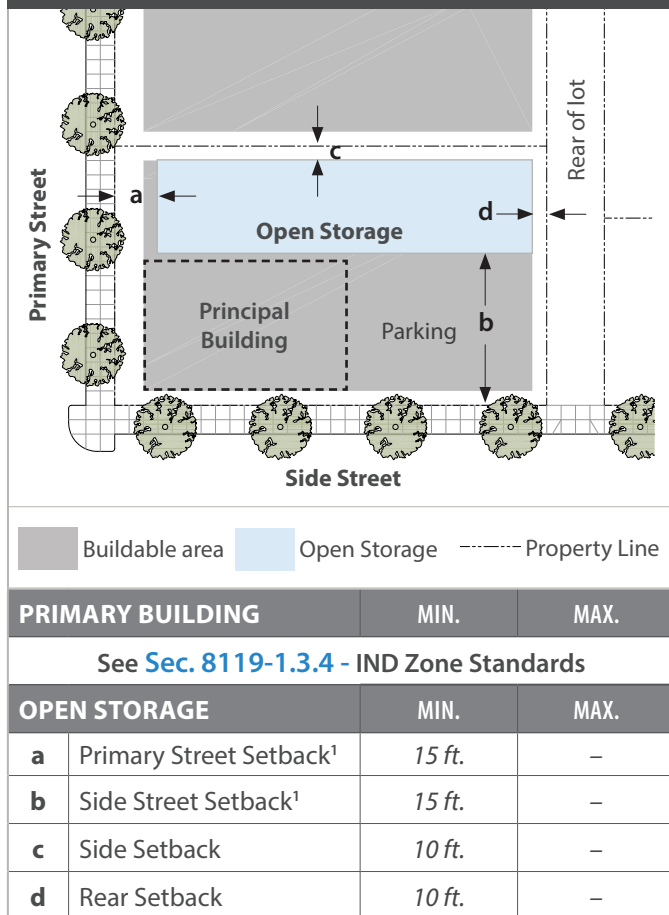 Rear of lot
c
a
d
Open Storage
Primary Street
Principal
Building
Parking
b
Side Street
Buildable area Open Storage Property Line
PRIMARY BUILDING MIN. MAX.
See Sec. 8119-1.3.4 - IND Zone Standards
OPEN STORAGE MIN. MAX.
a Primary Street Setback¹ 15 ft. –
b Side Street Setback¹ 15 ft. –
c Side Setback 10 ft. –
d Rear Setback 10 ft. –